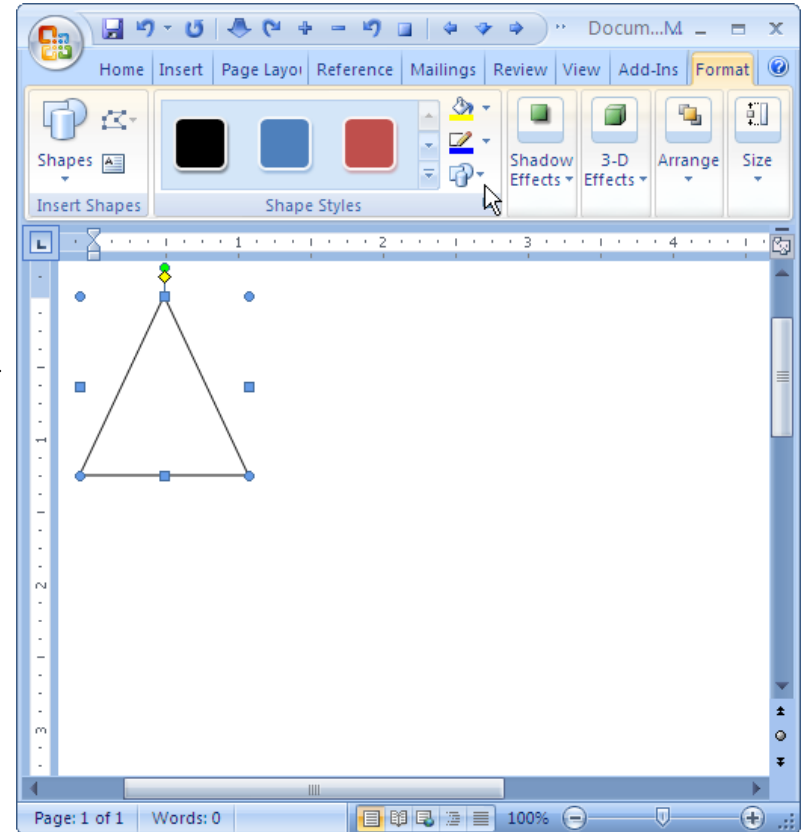 Docum...M
Home Insert Page Layou Reference Mailings Review View Add-Ins Format
Shapes
Shadow Effects
3-D Effects
Arrange
Size
Insert Shapes
Shape Styles
L
1 2 3 4
1
2
3
Page: 1 of 1 Words: 0 100%